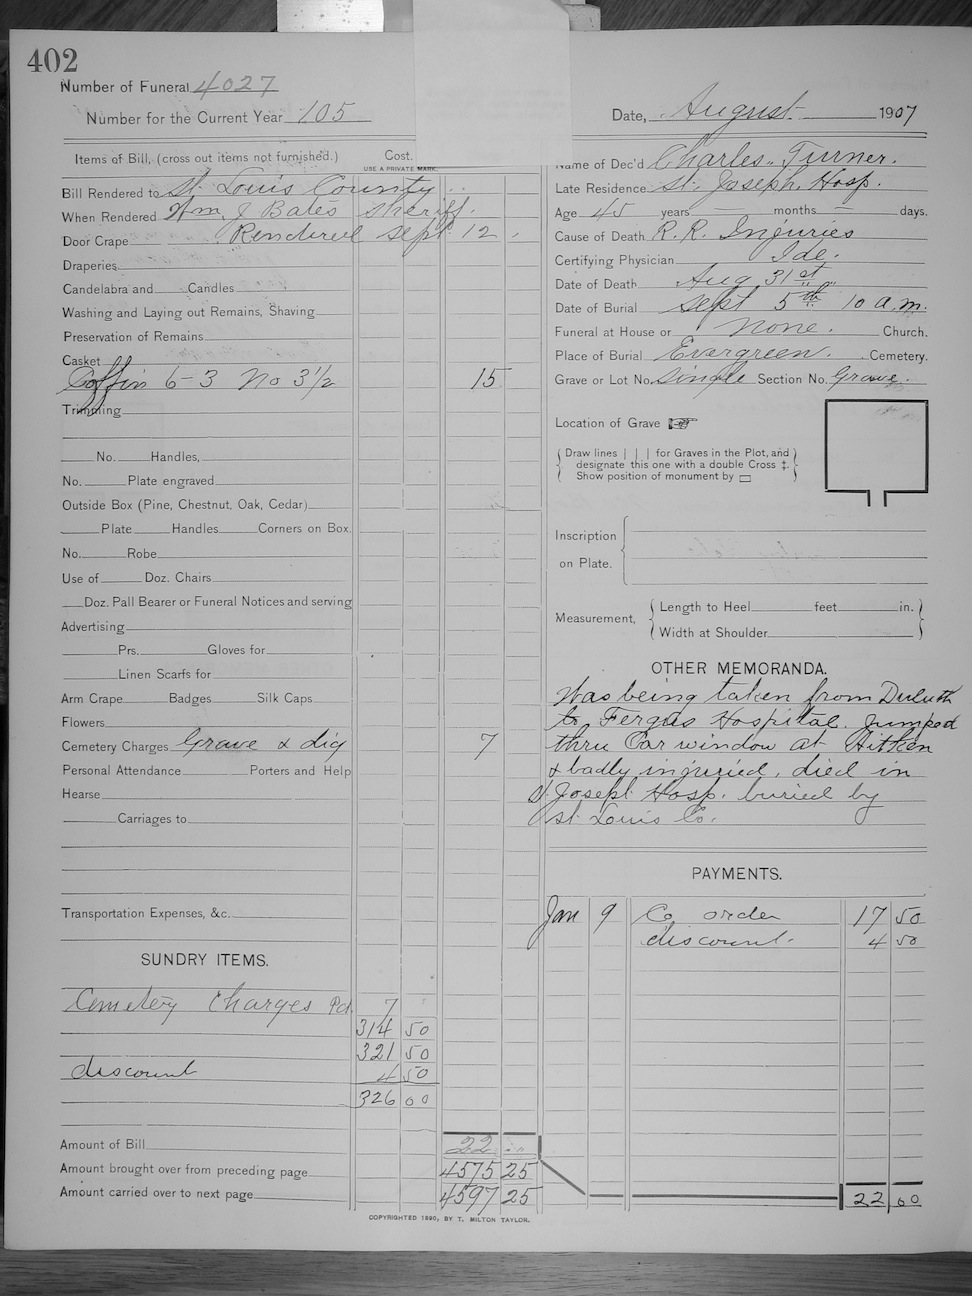 402
Number of Funeral 4027
Number for the Current Year 105
Date, August 1907
Items of Bill, (cross out items not furnished.) Cost.
USE A PRIVATE MARK.
Bill Rendered to St. Louis County
When Rendered Wm J Bates sheriff.
Door Crape Rendered Sept. 12.
Draperies
Candelabra and Candles
Washing and Laying out Remains, Shaving
Preservation of Remains
Casket
Coffin 6-3 No 3½ 15
Trimming
No. Handles,
No. Plate engraved
Outside Box (Pine, Chestnut, Oak, Cedar)
Plate Handles Corners on Box.
No. Robe
Use of Doz. Chairs
Doz. Pall Bearer or Funeral Notices and serving
Advertising
Prs. Gloves for
Linen Scarfs for
Arm Crape Badges Silk Caps
Flowers
Cemetery Charges Grave & dig 7
Personal Attendance Porters and Help
Hearse
Carriages to
Transportation Expenses, &c.
SUNDRY ITEMS.
Cemetery Charges Pd. 7
314 50
321 50
discount 4 50
326 00
Amount of Bill 22
Amount brought over from preceding page 4575 25
Amount carried over to next page 4597 25
Name of Dec'd Charles. Turner.
Late Residence St. Joseph, Hosp.
Age 45 years — months — days.
Cause of Death R. R. Injuries
Certifying Physician Ide.
Date of Death Aug 31st
Date of Burial Sept 5th 10 a.m.
Funeral at House or None. Church.
Place of Burial Evergreen. Cemetery.
Grave or Lot No. Single Section No. Grave.
Location of Grave ☞
Draw lines | | | for Graves in the Plot, and
designate this one with a double Cross ‡.
Show position of monument by ▭
Inscription
on Plate.
Measurement,
Length to Heel feet in.
Width at Shoulder
OTHER MEMORANDA.
Was being taken from Duluth
to Fergus Hospital. Jumped
thru Car window at Aitken
& badly injuried, died in
St. Joseph Hosp. buried by
St. Louis Co.
PAYMENTS.
Jan 9 Co order 17 50
discount. 4 50
22 00
COPYRIGHTED 1890, BY T. MILTON TAYLOR.